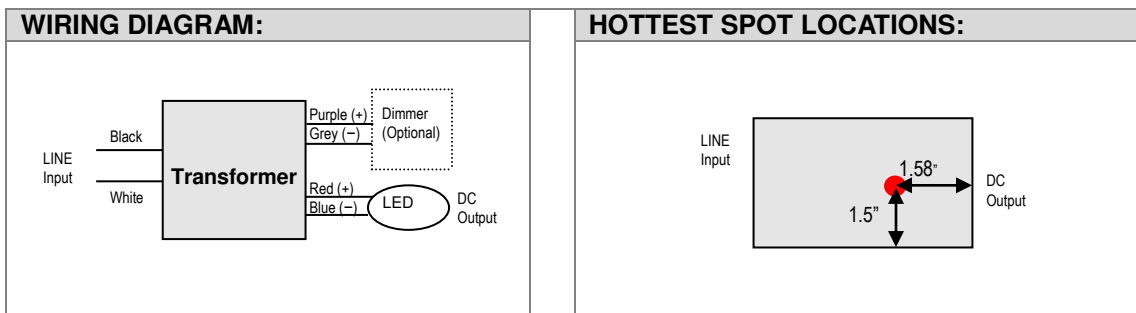 WIRING DIAGRAM:
Black
LINE
Input
White
Transformer
Purple (+)
Grey (−)
Dimmer
(Optional)
Red (+)
Blue (−)
LED
DC
Output
HOTTEST SPOT LOCATIONS:
LINE
Input
1.58"
1.5”
DC
Output